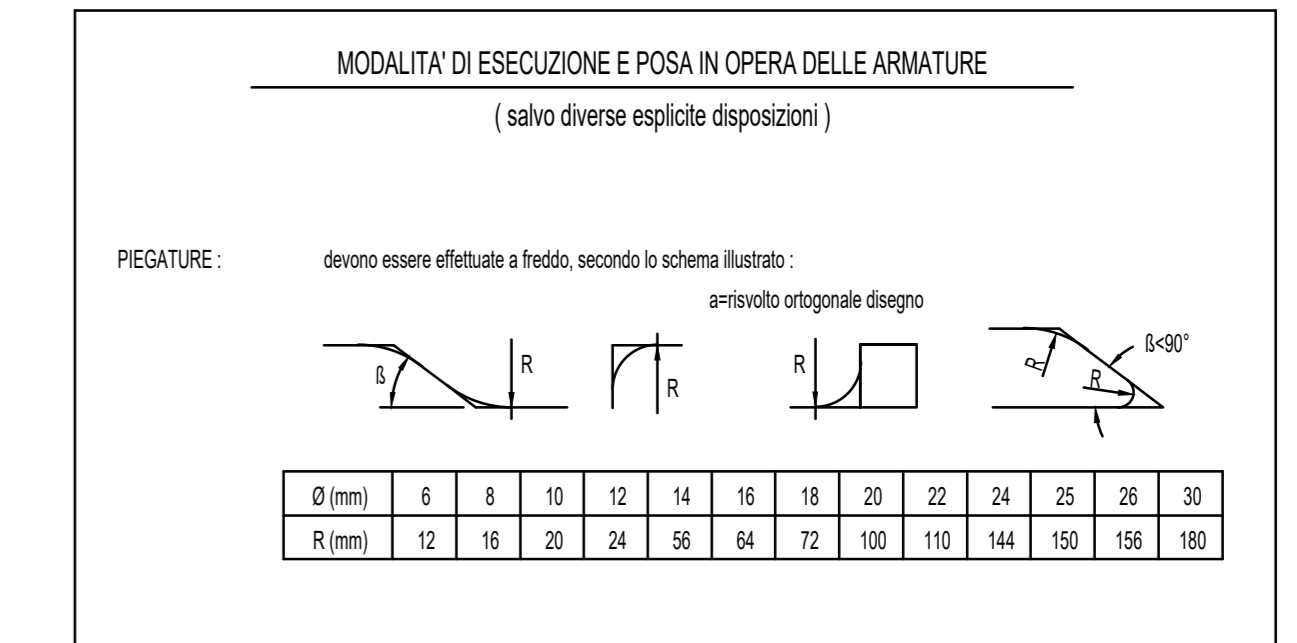 MODALITA' DI ESECUZIONE E POSA IN OPERA DELLE ARMATURE
( salvo diverse esplicite disposizioni )
PIEGATURE : devono essere effettuate a freddo, secondo lo schema illustrato :
a=risvolto ortogonale disegno
ß R R R R R ß<90°
Ø (mm) 6 8 10 12 14 16 18 20 22 24 25 26 30
R (mm) 12 16 20 24 56 64 72 100 110 144 150 156 180